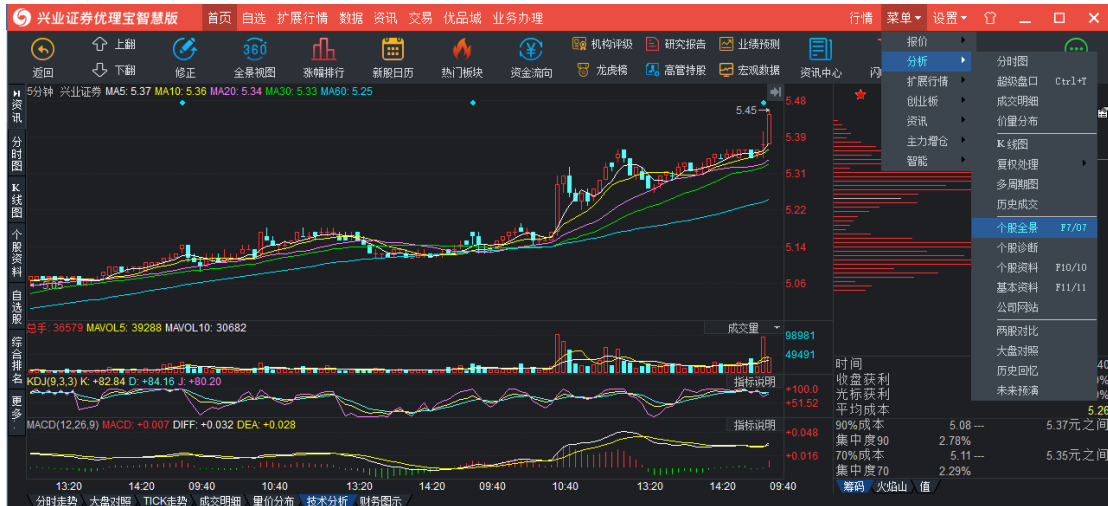 兴业证券优理宝智慧版 首页 自选 扩展行情 数据 资讯 交易 优品城 业务办理 行情 菜单 设置
返回 上翻 下翻 修正 全景视图 涨幅排行 新股日历 热门板块 资金流向 机构评级 研究报告 业绩预测
龙虎榜 高管持股 宏观数据 资讯中心
360
5分钟 兴业证券 MA5: 5.37 MA10: 5.36 MA20: 5.34 MA30: 5.33 MA60: 5.25
资讯
分时图
K线图
个股资料
自选股
综合排名
更多
5.45
5.05
5.48
5.39
5.31
5.22
5.14
5.06
总手: 36579 MAVOL5: 39288 MAVOL10: 30682
成交量
98981
49491
KDJ(9,3,3) K: +82.84 D: +84.16 J: +80.20
指标说明
+100.0
+51.52
MACD(12,26,9) MACD: +0.007 DIFF: +0.032 DEA: +0.028
指标说明
+0.048
+0.016
13:20 14:20 09:40 10:40 13:20 14:20 09:40 10:40 13:20 14:20 09:40
分时走势 大盘对照 TICK走势 成交明细 量价分布 技术分析 财务图示
报价
分析
扩展行情
创业板
资讯
主力增仓
智能
分时图
超级盘口 Ctrl+T
成交明细
价量分布
K线图
复权处理
多周期图
历史成交
个股全景 F7/07
个股诊断
个股资料 F10/10
基本资料 F11/11
公司网站
两股对比
大盘对照
历史回忆
未来预演
时间
收盘获利
光标获利
平均成本 5.26
90%成本 5.08 --- 5.37元之间
集中度90 2.78%
70%成本 5.11 --- 5.35元之间
集中度70 2.29%
筹码 火焰山 值